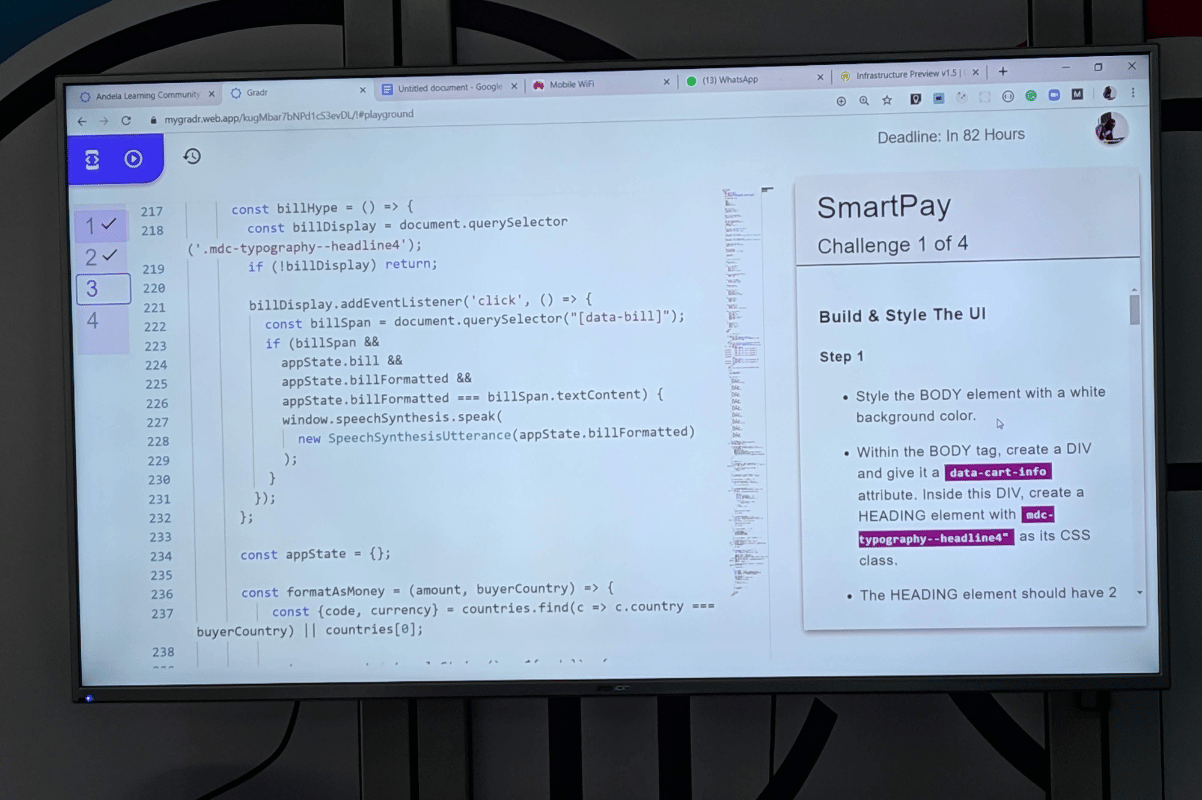 Andela Learning Community
Gradr
Untitled document - Google
Mobile WiFi
(13) WhatsApp
Infrastructure Preview v1.5 |
mygradr.web.app/kugMbar7bNPd1cS3evDL/!#playground
Deadline: In 82 Hours
1
2
3
4
217 const billHype = () => {
218 const billDisplay = document.querySelector
('.mdc-typography--headline4');
219 if (!billDisplay) return;
220
221 billDisplay.addEventListener('click', () => {
222 const billSpan = document.querySelector("[data-bill]");
223 if (billSpan &&
224 appState.bill &&
225 appState.billFormatted &&
226 appState.billFormatted === billSpan.textContent) {
227 window.speechSynthesis.speak(
228 new SpeechSynthesisUtterance(appState.billFormatted)
229 );
230 }
231 });
232 };
233
234 const appState = {};
235
236 const formatAsMoney = (amount, buyerCountry) => {
237 const {code, currency} = countries.find(c => c.country ===
buyerCountry) || countries[0];
238
SmartPay
Challenge 1 of 4
Build & Style The UI
Step 1
• Style the BODY element with a white
background color.
• Within the BODY tag, create a DIV
and give it a data-cart-info
attribute. Inside this DIV, create a
HEADING element with mdc-
typography--headline4" as its CSS
class.
• The HEADING element should have 2
acer